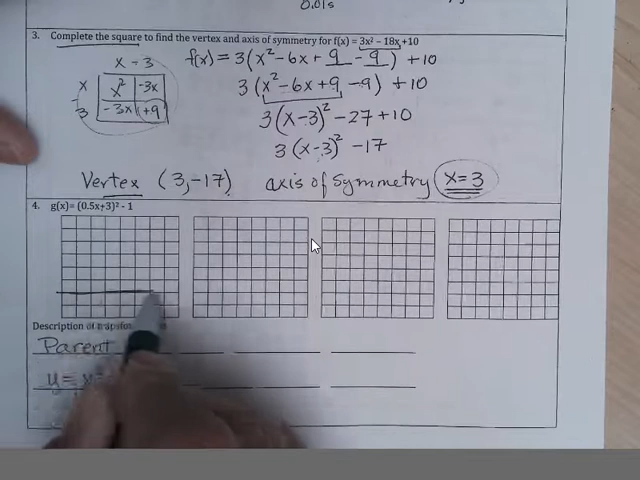 0.01s
3. Complete the square to find the vertex and axis of symmetry for f(x) = 3x² - 18x +10
x - 3 f(x) = 3(x² - 6x + 9 - 9) + 10
x x² -3x 3(x² - 6x + 9 - 9) + 10
-3 -3x +9 3(x - 3)² - 27 + 10
3(x - 3)² - 17
Vertex (3, -17) axis of Symmetry x = 3
4. g(x)= (0.5x+3)² - 1
Description of
Parent
y = x